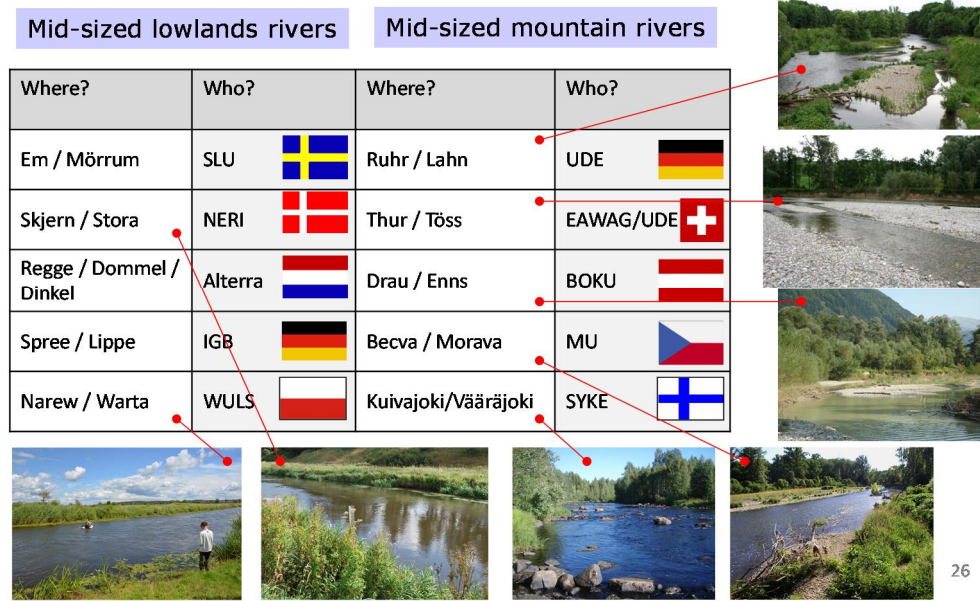 Mid-sized lowlands rivers
Mid-sized mountain rivers
Where? Who? Where? Who?
Em / Mörrum SLU Ruhr / Lahn UDE
Skjern / Stora NERI Thur / Töss EAWAG/UDE
Regge / Dommel /
Dinkel Alterra Drau / Enns BOKU
Spree / Lippe IGB Becva / Morava MU
Narew / Warta WULS Kuivajoki/Vääräjoki SYKE
26